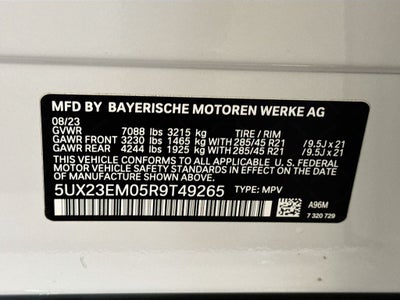 MFD BY BAYERISCHE MOTOREN WERKE AG
08/23
GVWR 7088 lbs 3215 kg TIRE / RIM
GAWR FRONT 3230 lbs 1465 kg 285/45 R21 /9.5J x 21
GAWR REAR 4244 lbs 1925 kg 285/45 R21 /9.5J x 21
THIS VEHICLE CONFORMS TO ALL APPLICABLE U. S. FEDERAL
MOTOR VEHICLE SAFETY STANDARDS IN EFFECT ON THE
DATE OF MANUFACTURE SHOWN ABOVE.
5UX23EM05R9T49265 TYPE: MPV
A96M
7 320 729